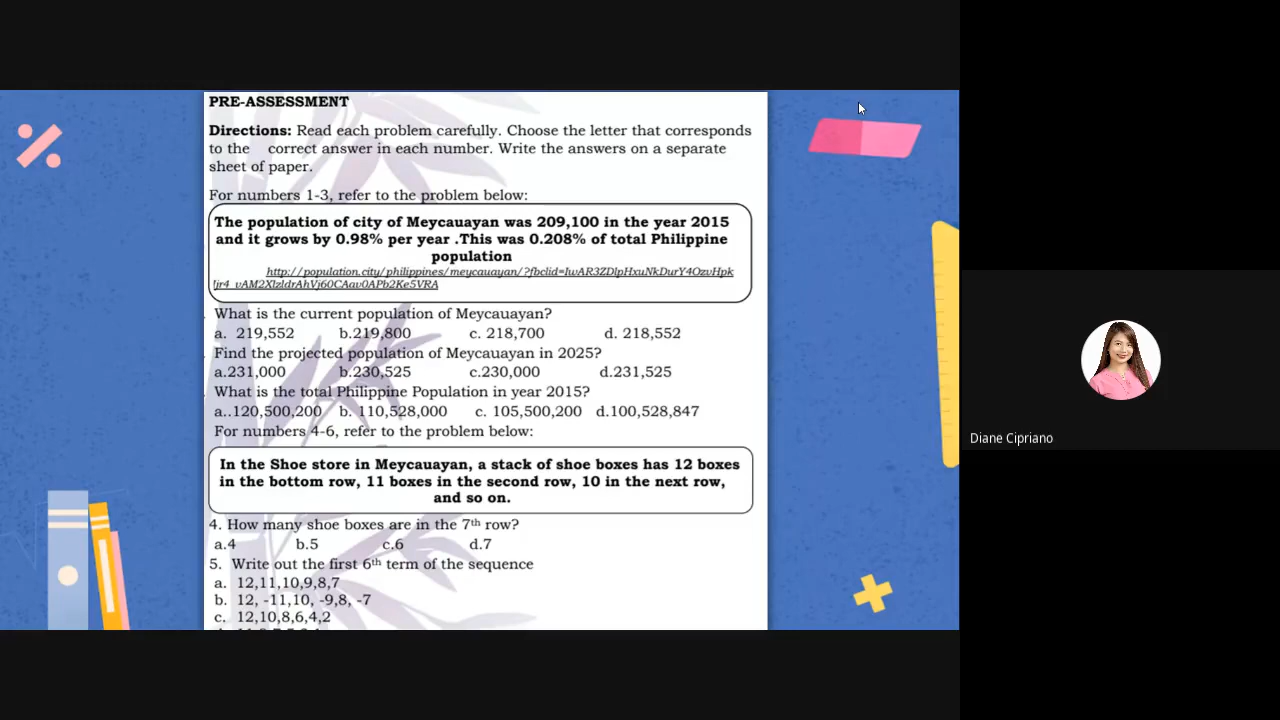 PRE-ASSESSMENT
Directions: Read each problem carefully. Choose the letter that corresponds
to the correct answer in each number. Write the answers on a separate
sheet of paper.
For numbers 1-3, refer to the problem below:
The population of city of Meycauayan was 209,100 in the year 2015
and it grows by 0.98% per year .This was 0.208% of total Philippine
population
http://population.city/philippines/meycauayan/?fbclid=IwAR3ZDlpHxuNkDurY4OzvHpk
What is the current population of Meycauayan?
a. 219,552 b.219,800 c. 218,700 d. 218,552
Find the projected population of Meycauayan in 2025?
a.231,000 b.230,525 c.230,000 d.231,525
What is the total Philippine Population in year 2015?
a..120,500,200 b. 110,528,000 c. 105,500,200 d.100,528,847
For numbers 4-6, refer to the problem below:
In the Shoe store in Meycauayan, a stack of shoe boxes has 12 boxes
in the bottom row, 11 boxes in the second row, 10 in the next row,
and so on.
4. How many shoe boxes are in the 7th row?
a.4 b.5 c.6 d.7
5. Write out the first 6th term of the sequence
a. 12,11,10,9,8,7
b. 12, -11,10, -9,8, -7
c. 12,10,8,6,4,2
Diane Cipriano